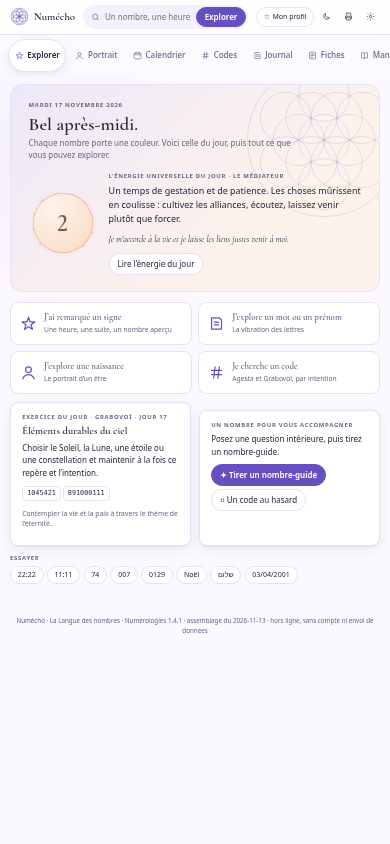 Numécho
Un nombre, une heure,
Explorer
Mon profil
Explorer
Portrait
Calendrier
Codes
Journal
Fiches
Man
MARDI 17 NOVEMBRE 2026
Bel après-midi.
Chaque nombre porte une couleur. Voici celle du jour, puis tout ce que
vous pouvez explorer.
2
L'ÉNERGIE UNIVERSELLE DU JOUR · LE MÉDIATEUR
Un temps de gestation et de patience. Les choses mûrissent
en coulisse : cultivez les alliances, écoutez, laissez venir
plutôt que forcer.
Je m'accorde à la vie et je laisse les liens justes venir à moi.
Lire l'énergie du jour
J'ai remarqué un signe
Une heure, une suite, un nombre aperçu
J'explore un mot ou un prénom
La vibration des lettres
J'explore une naissance
Le portrait d'un être
Je cherche un code
Agesta et Grabovoï, par intention
EXERCICE DU JOUR · GRABOVOÏ · JOUR 17
Éléments durables du ciel
Choisir le Soleil, la Lune, une étoile ou
une constellation et maintenir à la fois ce
repère et l'intention.
1045421
891000111
Contempler la vie et la paix à travers le thème de
l'éternité.
UN NOMBRE POUR VOUS ACCOMPAGNER
Posez une question intérieure, puis tirez
un nombre-guide.
✦ Tirer un nombre-guide
⌗ Un code au hasard
ESSAYER
22:22
11:11
74
007
0129
Noël
שלום
03/04/2001
Numécho · La Langue des nombres · Numérologies 1.4.1 · assemblage du 2026-11-13 · hors ligne, sans compte ni envoi de
données